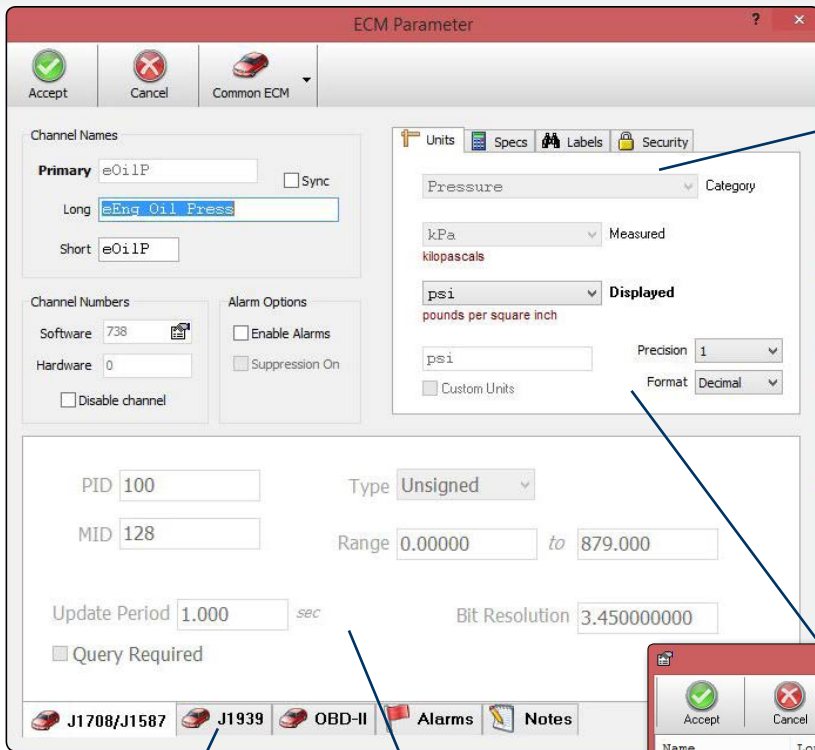 ECM Parameter ? ×
Accept Cancel Common ECM
Channel Names
Primary eOilP
Sync
Long eEng Oil Press
Short eOilP
Units Specs Labels Security
Pressure Category
kPa Measured
kilopascals
psi Displayed
pounds per square inch
psi Precision 1
Custom Units Format Decimal
Channel Numbers
Software 738
Hardware 0
Disable channel
Alarm Options
Enable Alarms
Suppression On
PID 100 Type Unsigned
MID 128 Range 0.00000 to 879.000
Update Period 1.000 sec Bit Resolution 3.450000000
Query Required
J1708/J1587 J1939 OBD-II Alarms Notes
Accept Cancel
Name